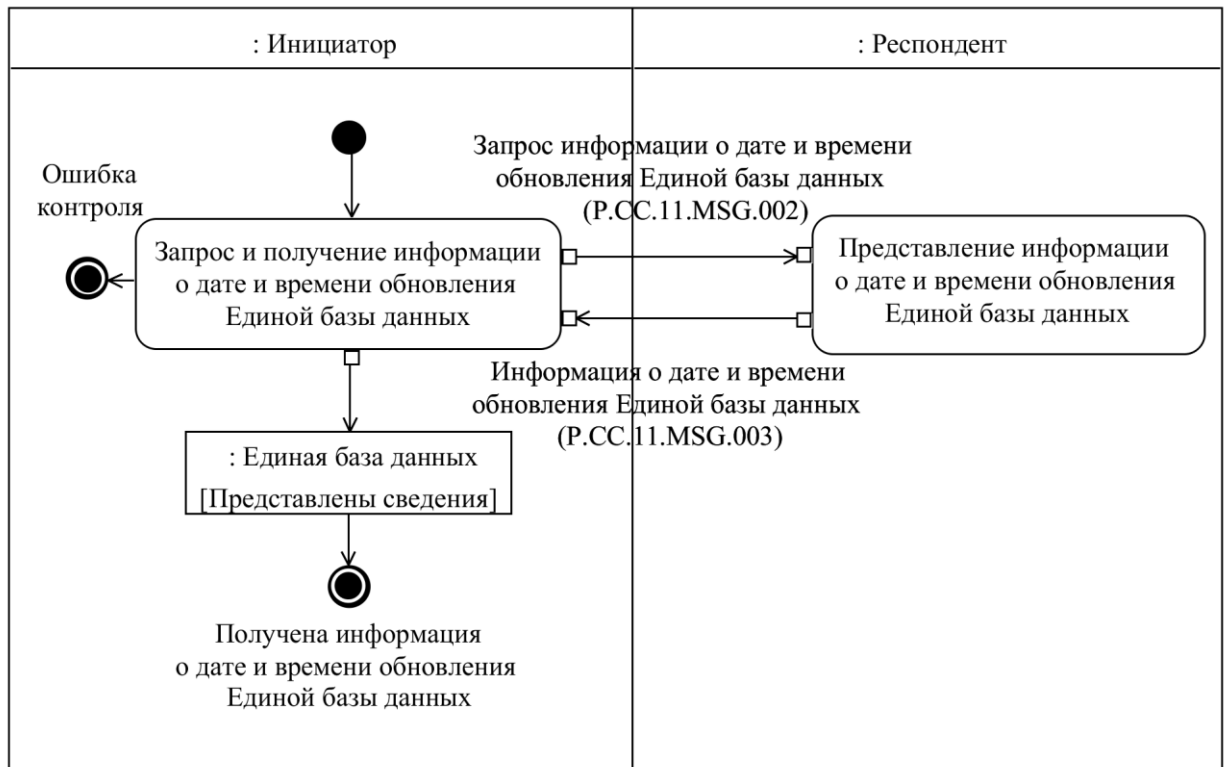 : Инициатор
: Респондент
Запрос информации о дате и времени
обновления Единой базы данных
(P.CC.11.MSG.002)
Ошибка
контроля
Запрос и получение информации
о дате и времени обновления
Единой базы данных
Представление информации
о дате и времени обновления
Единой базы данных
Информация о дате и времени
обновления Единой базы данных
(P.CC.11.MSG.003)
: Единая база данных
[Представлены сведения]
Получена информация
о дате и времени обновления
Единой базы данных